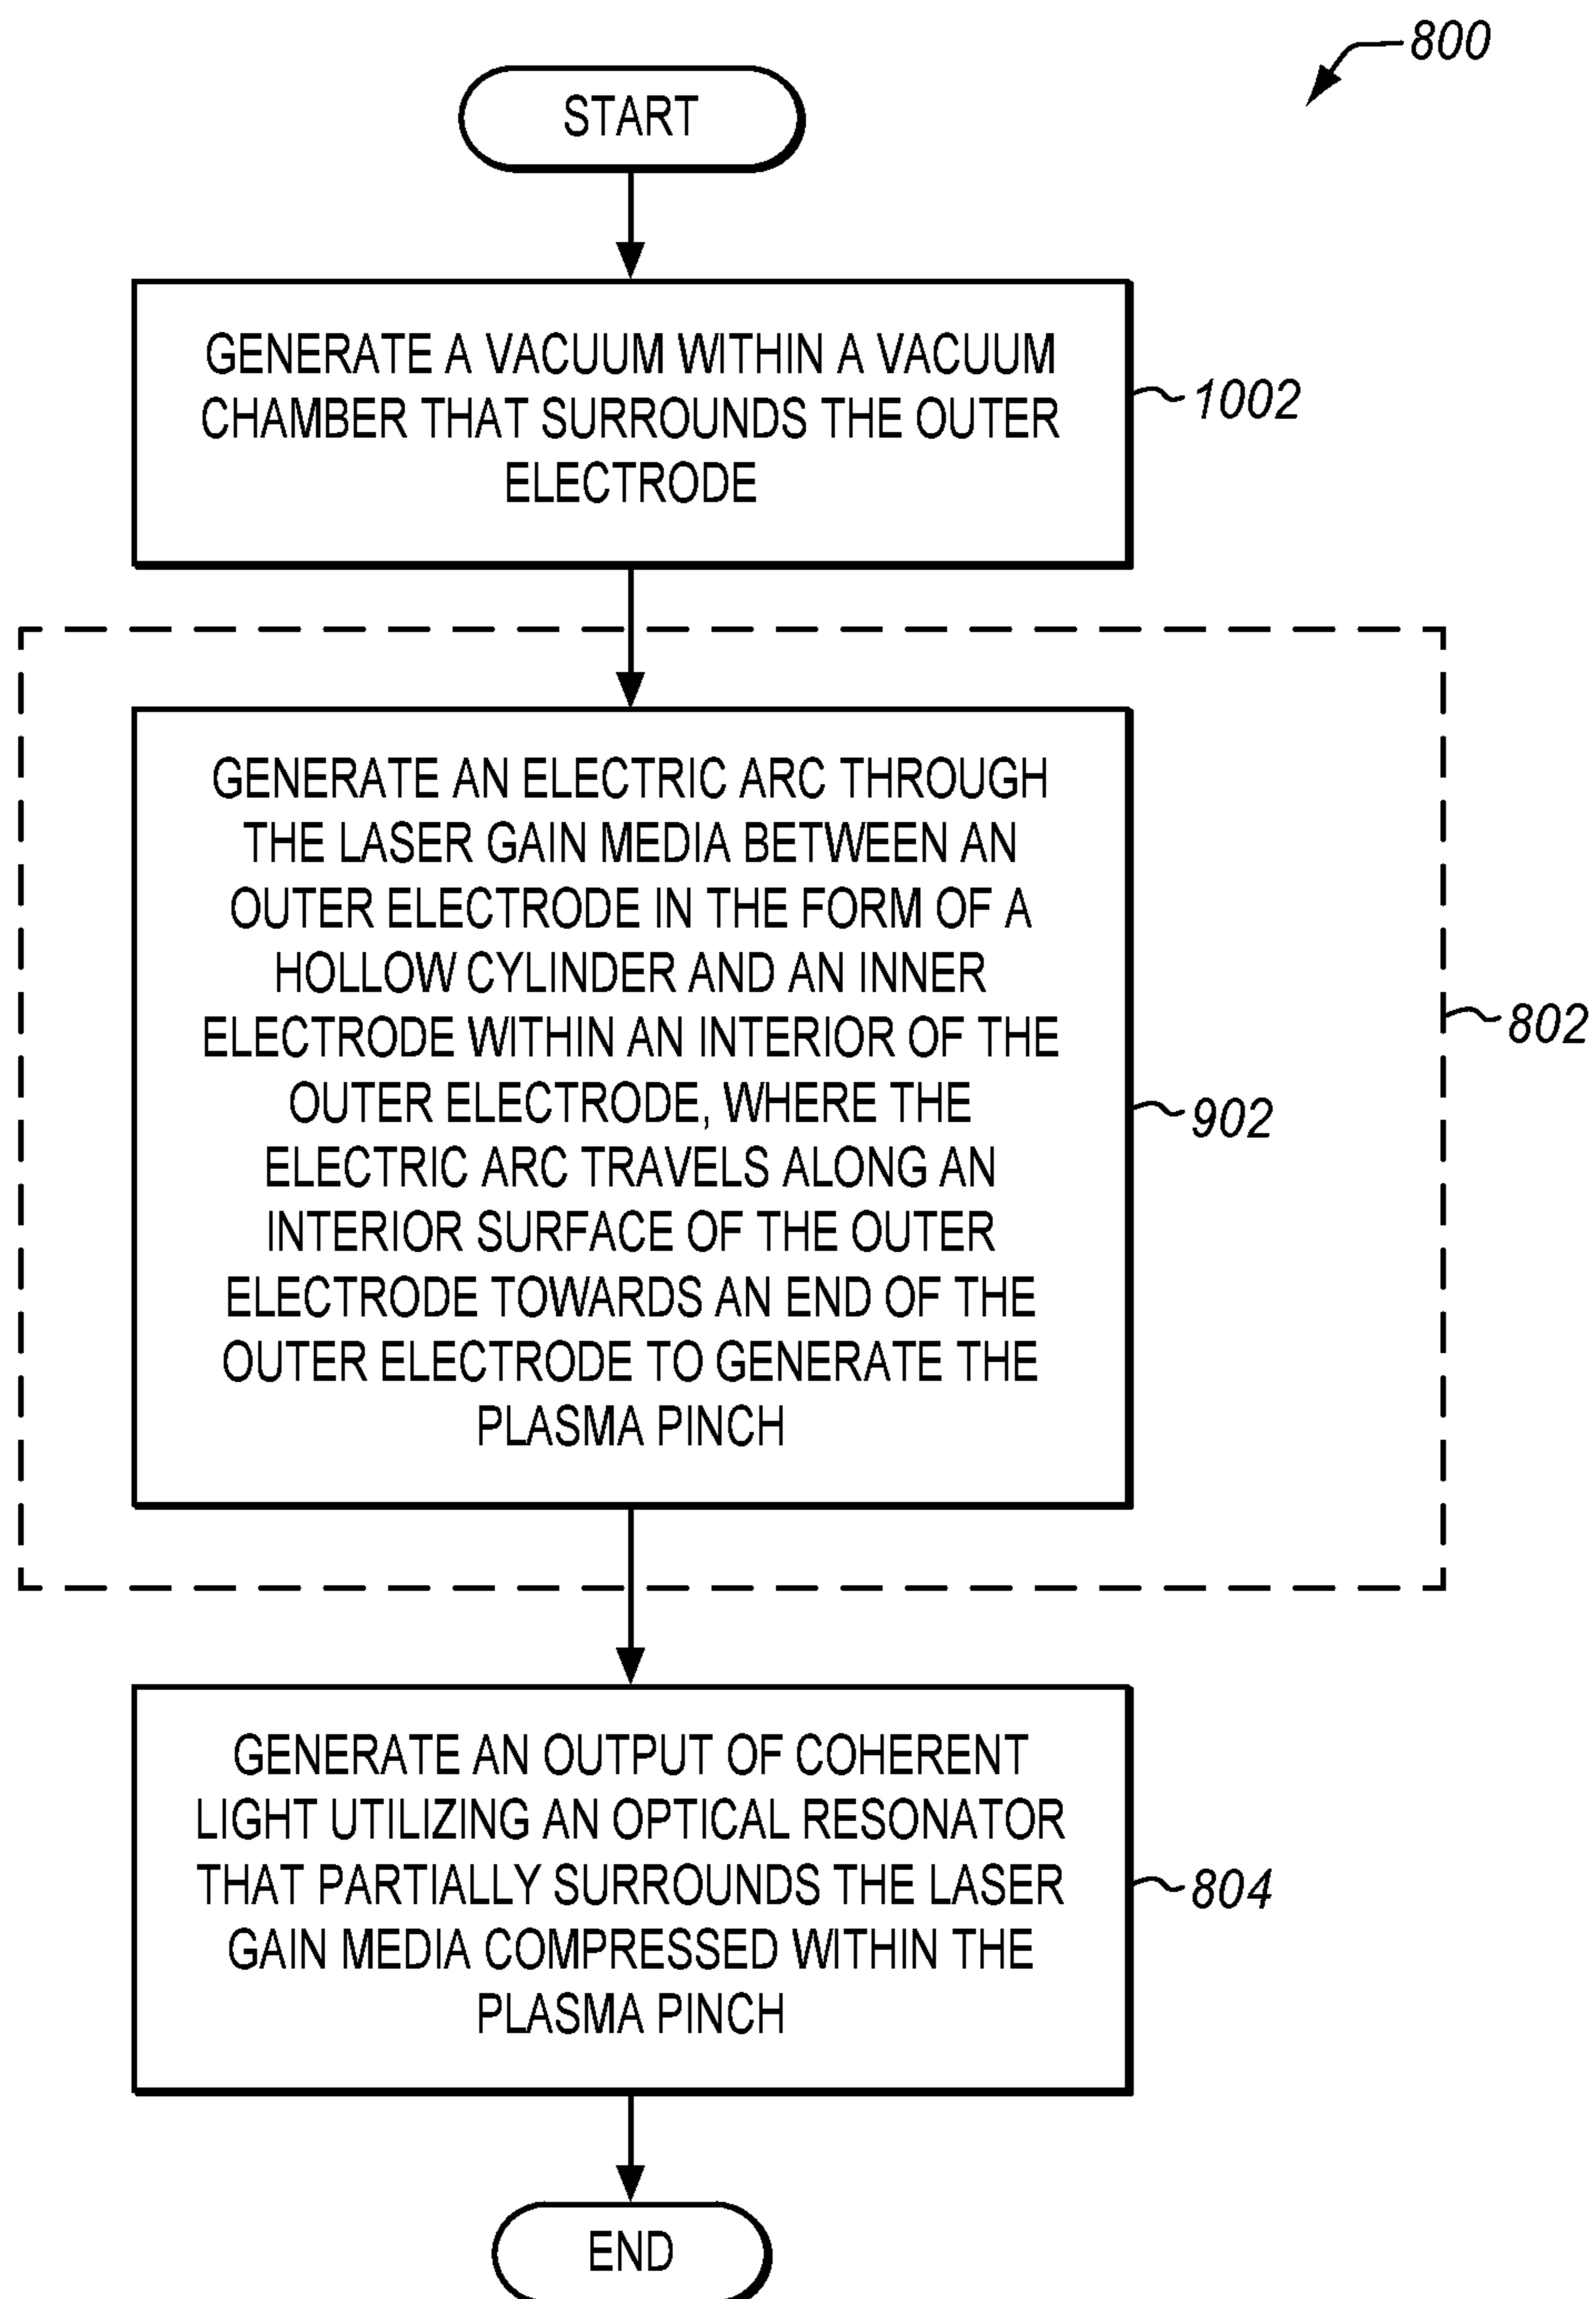 800
START
GENERATE A VACUUM WITHIN A VACUUM
CHAMBER THAT SURROUNDS THE OUTER
ELECTRODE
1002
GENERATE AN ELECTRIC ARC THROUGH
THE LASER GAIN MEDIA BETWEEN AN
OUTER ELECTRODE IN THE FORM OF A
HOLLOW CYLINDER AND AN INNER
ELECTRODE WITHIN AN INTERIOR OF THE
OUTER ELECTRODE, WHERE THE
ELECTRIC ARC TRAVELS ALONG AN
INTERIOR SURFACE OF THE OUTER
ELECTRODE TOWARDS AN END OF THE
OUTER ELECTRODE TO GENERATE THE
PLASMA PINCH
902
802
GENERATE AN OUTPUT OF COHERENT
LIGHT UTILIZING AN OPTICAL RESONATOR
THAT PARTIALLY SURROUNDS THE LASER
GAIN MEDIA COMPRESSED WITHIN THE
PLASMA PINCH
804
END